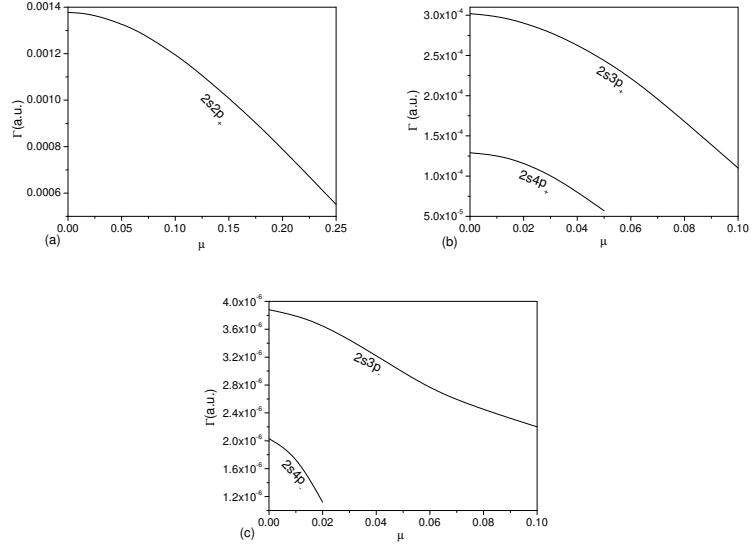 0.0014
0.0010
0.0008
0.0006
Γ(a.u.)
2s2p+
0.00 0.05 0.10 0.15 0.20 0.25
(a)
μ
3.0x10-4
2.5x10-4
2.0x10-4
1.5x10-4
1.0x10-4
5.0x10-5
Γ (a.u.)
2s3p+
2s4p+
0.00 0.02 0.04 0.06 0.08 0.10
(b)
μ
4.0x10-6
3.6x10-6
3.2x10-6
2.8x10-6
2.4x10-6
2.0x10-6
1.6x10-6
1.2x10-6
Γ(a.u.)
2s3p-
2s4p-
0.00 0.02 0.04 0.06 0.08 0.10
(c)
μ